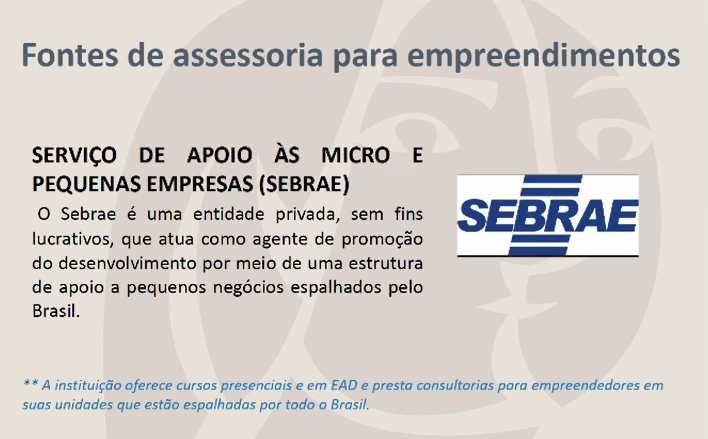 Fontes de assessoria para empreendimentos
SERVIÇO DE APOIO ÀS MICRO E
PEQUENAS EMPRESAS (SEBRAE)
O Sebrae é uma entidade privada, sem fins
lucrativos, que atua como agente de promoção
do desenvolvimento por meio de uma estrutura
de apoio a pequenos negócios espalhados pelo
Brasil.
SEBRAE
** A instituição oferece cursos presenciais e em EAD e presta consultorias para empreendedores em
suas unidades que estão espalhadas por todo o Brasil.